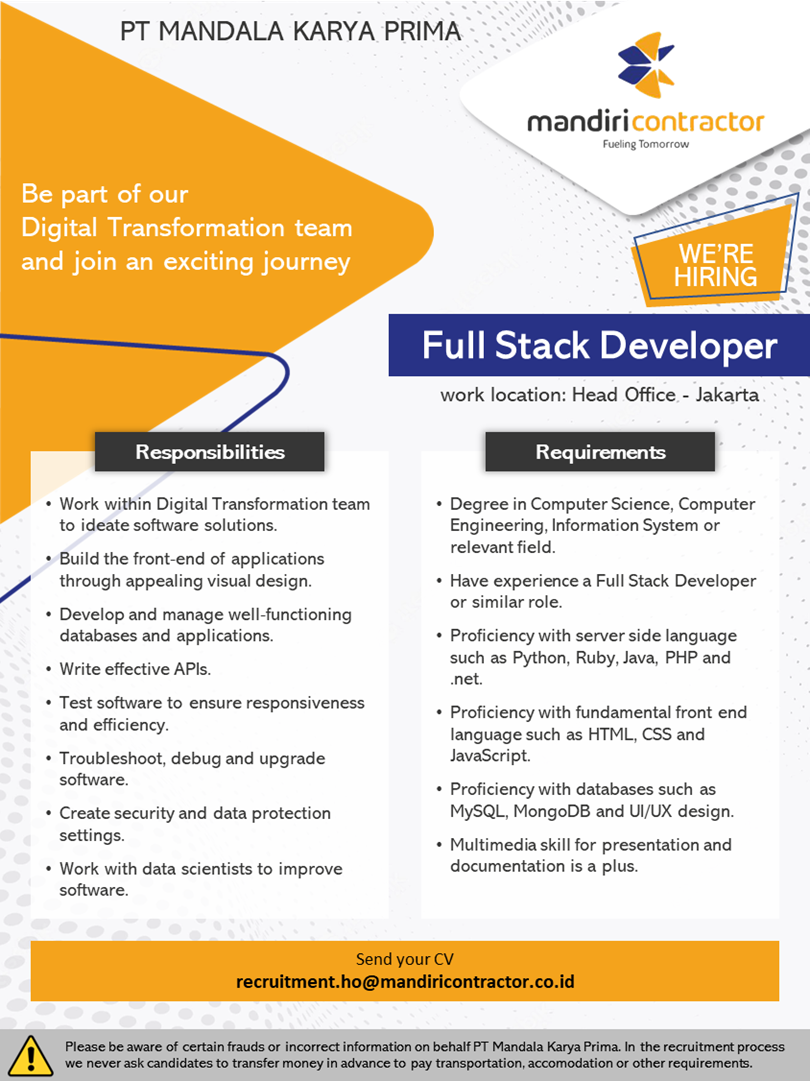 PT MANDALA KARYA PRIMA
mandiricontractor
Fueling Tomorrow
Be part of our
Digital Transformation team
and join an exciting journey
WE'RE
HIRING
Full Stack Developer
work location: Head Office - Jakarta
Responsibilities
• Work within Digital Transformation team
to ideate software solutions.
• Build the front-end of applications
through appealing visual design.
• Develop and manage well-functioning
databases and applications.
• Write effective APIs.
• Test software to ensure responsiveness
and efficiency.
• Troubleshoot, debug and upgrade
software.
• Create security and data protection
settings.
• Work with data scientists to improve
software.
Requirements
• Degree in Computer Science, Computer
Engineering, Information System or
relevant field.
• Have experience a Full Stack Developer
or similar role.
• Proficiency with server side language
such as Python, Ruby, Java, PHP and
.net.
• Proficiency with fundamental front end
language such as HTML, CSS and
JavaScript.
• Proficiency with databases such as
MySQL, MongoDB and UI/UX design.
• Multimedia skill for presentation and
documentation is a plus.
Send your CV
recruitment.ho@mandiricontractor.co.id
Please be aware of certain frauds or incorrect information on behalf PT Mandala Karya Prima. In the recruitment process
we never ask candidates to transfer money in advance to pay transportation, accomodation or other requirements.